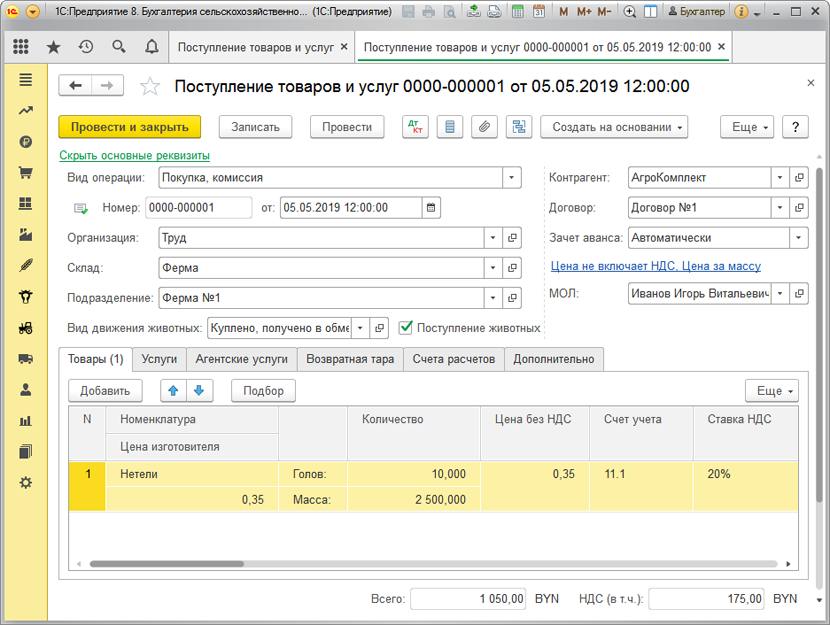 1С:Предприятие 8. Бухгалтерия сельскохозяйственно... (1С:Предприятие)
M M+ M-
Бухгалтер
Поступление товаров и услуг ×
Поступление товаров и услуг 0000-000001 от 05.05.2019 12:00:00 ×
Поступление товаров и услуг 0000-000001 от 05.05.2019 12:00:00
Провести и закрыть
Записать
Провести
Дт Кт
Создать на основании
Еще
?
Скрыть основные реквизиты
Вид операции: Покупка, комиссия
Контрагент: АгроКомплект
Номер: 0000-000001 от: 05.05.2019 12:00:00
Договор: Договор №1
Организация: Труд
Зачет аванса: Автоматически
Склад: Ферма
Цена не включает НДС, Цена за массу
Подразделение: Ферма №1
МОЛ: Иванов Игорь Витальевич
Вид движения животных: Куплено, получено в обме
Поступление животных
Товары (1) Услуги Агентские услуги Возвратная тара Счета расчетов Дополнительно
Добавить Подбор Еще
N Номенклатура Количество Цена без НДС Счет учета Ставка НДС
Цена изготовителя
1 Нетели Голов: 10,000 0,35 11.1 20%
0,35 Масса: 2 500,000
Всего: 1 050,00 BYN НДС (в т.ч.): 175,00 BYN